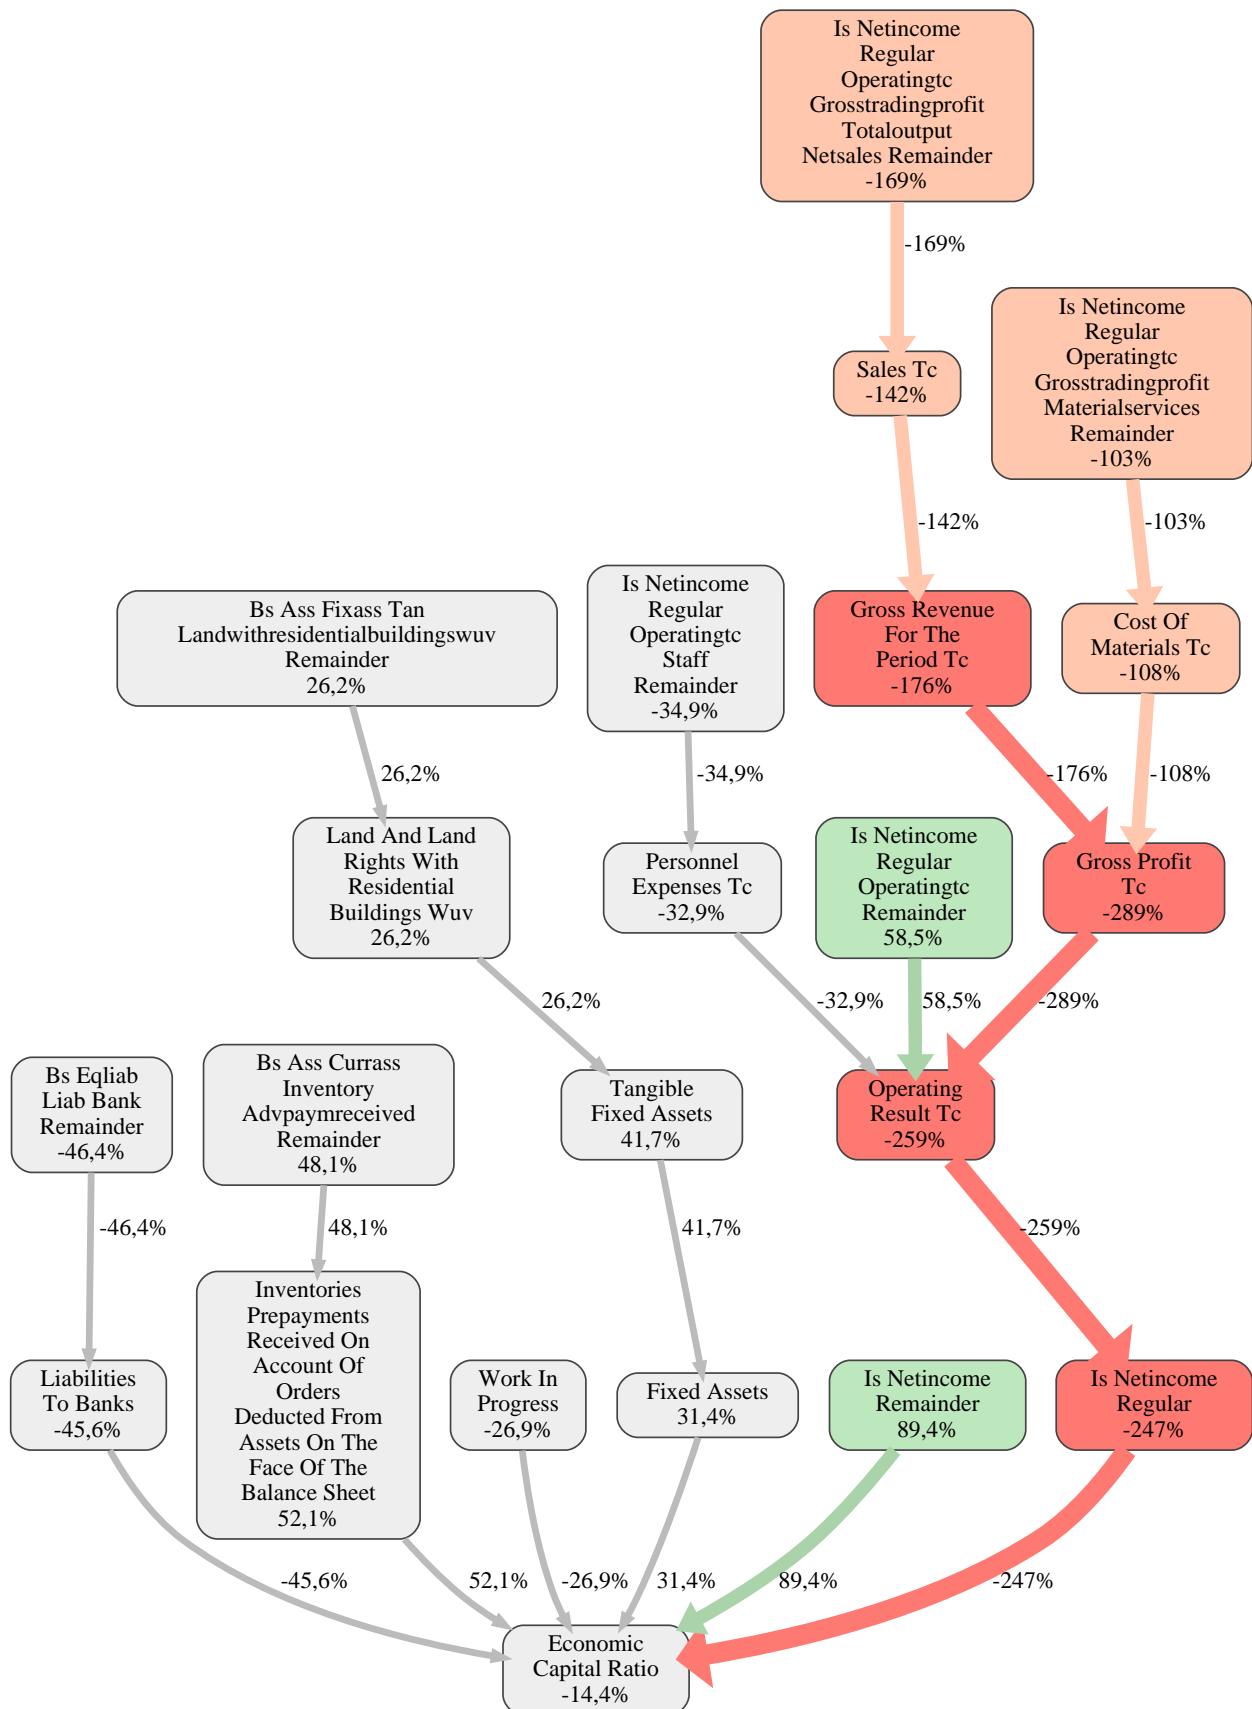 Is Netincome
Regular
Operatingtc
Grosstradingprofit
Totaloutput
Netsales Remainder
-169%
-169%
Is Netincome
Regular
Operatingtc
Grosstradingprofit
Materialservices
Remainder
-103%
Sales Tc
-142%
-142%
-103%
Bs Ass Fixass Tan
Landwithresidentialbuildingswuv
Remainder
26,2%
Is Netincome
Regular
Operatingtc
Staff
Remainder
-34,9%
Gross Revenue
For The
Period Tc
-176%
Cost Of
Materials Tc
-108%
26,2%
-34,9%
-176%
-108%
Land And Land
Rights With
Residential
Buildings Wuv
26,2%
Personnel
Expenses Tc
-32,9%
Is Netincome
Regular
Operatingtc
Remainder
58,5%
Gross Profit
Tc
-289%
26,2%
-32,9%
58,5%
-289%
Bs Eqliab
Liab Bank
Remainder
-46,4%
Bs Ass Currass
Inventory
Advpaymreceived
Remainder
48,1%
Tangible
Fixed Assets
41,7%
Operating
Result Tc
-259%
-46,4%
48,1%
41,7%
-259%
Liabilities
To Banks
-45,6%
Inventories
Prepayments
Received On
Account Of
Orders
Deducted From
Assets On The
Face Of The
Balance Sheet
52,1%
Work In
Progress
-26,9%
Fixed Assets
31,4%
Is Netincome
Remainder
89,4%
Is Netincome
Regular
-247%
-45,6%
52,1%
-26,9%
31,4%
89,4%
-247%
Economic
Capital Ratio
-14,4%